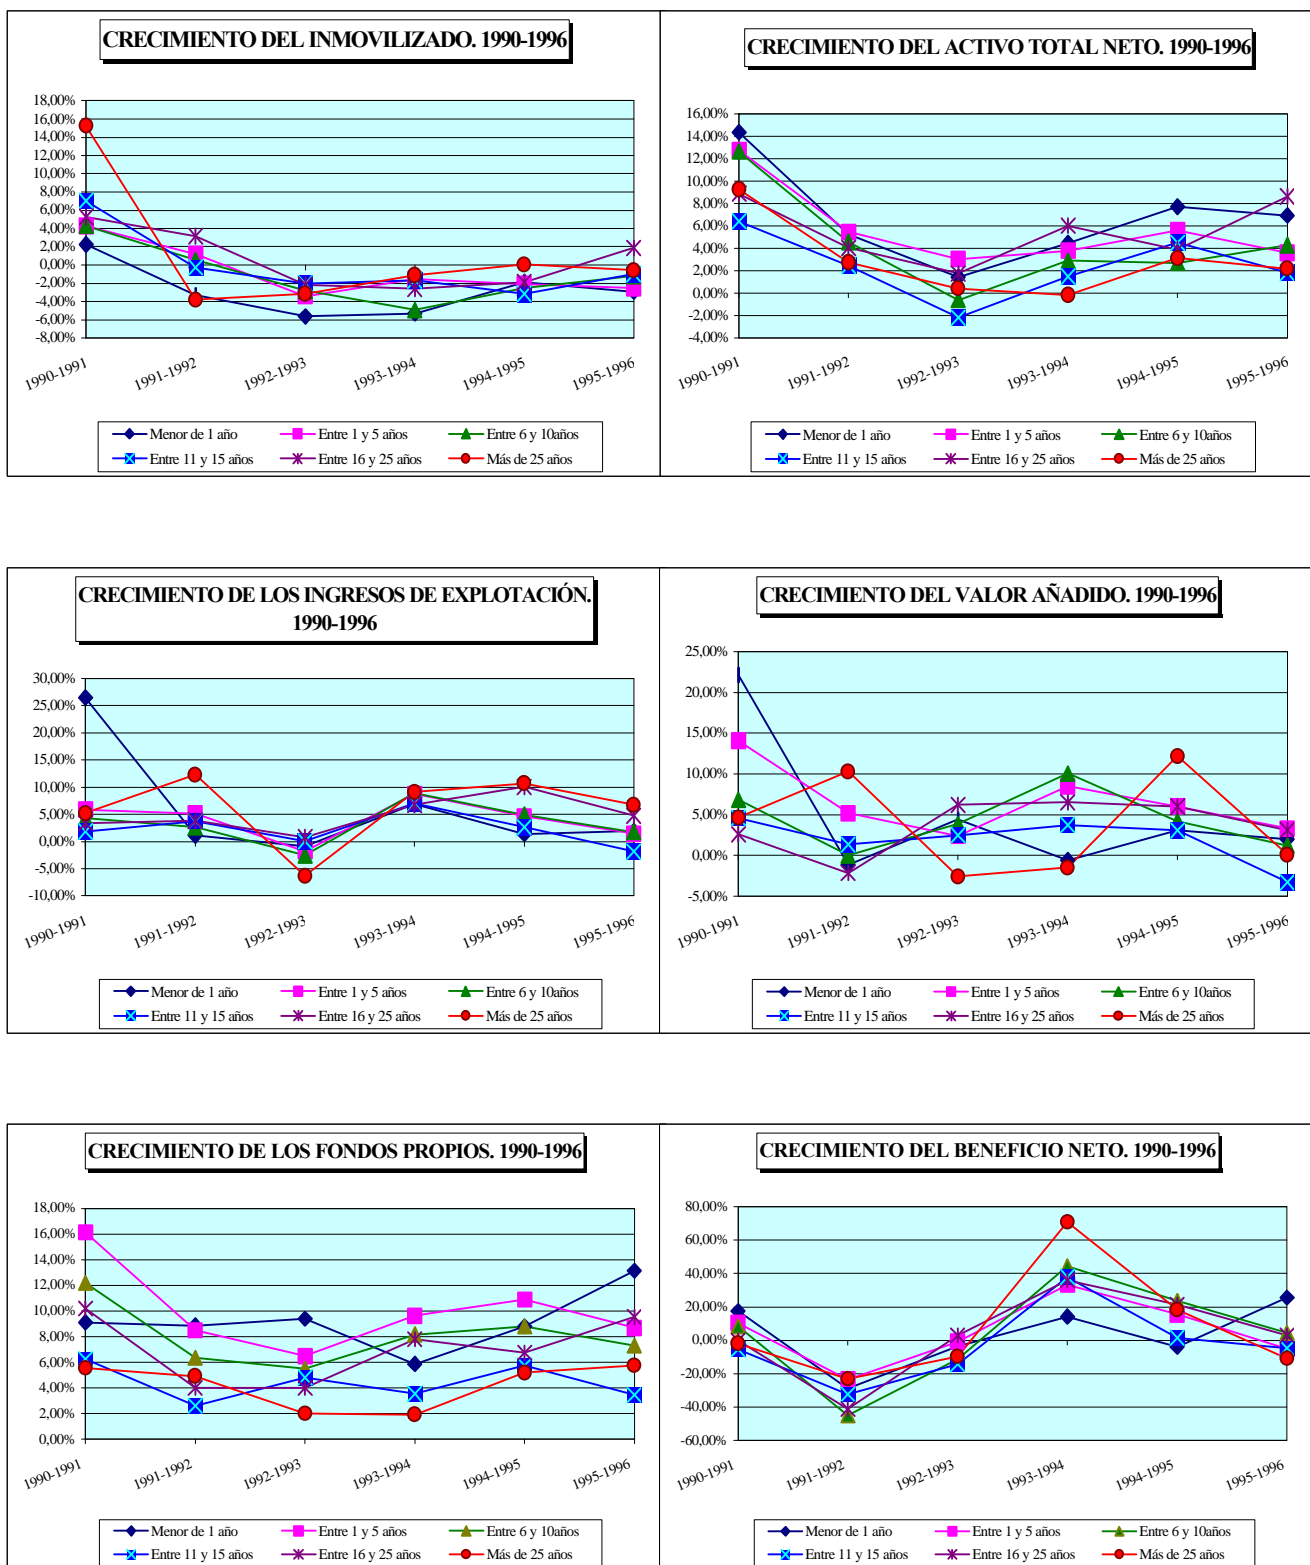 CRECIMIENTO DEL INMOVILIZADO. 1990-1996
18,00%
16,00%
14,00%
12,00%
10,00%
8,00%
6,00%
4,00%
2,00%
0,00%
-2,00%
-4,00%
-6,00%
-8,00%
1990-1991
1991-1992
1992-1993
1993-1994
1994-1995
1995-1996
Menor de 1 año
Entre 1 y 5 años
Entre 6 y 10años
Entre 11 y 15 años
Entre 16 y 25 años
Más de 25 años
CRECIMIENTO DEL ACTIVO TOTAL NETO. 1990-1996
16,00%
14,00%
12,00%
10,00%
8,00%
6,00%
4,00%
2,00%
0,00%
-2,00%
-4,00%
1990-1991
1991-1992
1992-1993
1993-1994
1994-1995
1995-1996
Menor de 1 año
Entre 1 y 5 años
Entre 6 y 10años
Entre 11 y 15 años
Entre 16 y 25 años
Más de 25 años
CRECIMIENTO DE LOS INGRESOS DE EXPLOTACIÓN.
1990-1996
30,00%
25,00%
20,00%
15,00%
10,00%
5,00%
0,00%
-5,00%
-10,00%
1990-1991
1991-1992
1992-1993
1993-1994
1994-1995
1995-1996
Menor de 1 año
Entre 1 y 5 años
Entre 6 y 10años
Entre 11 y 15 años
Entre 16 y 25 años
Más de 25 años
CRECIMIENTO DEL VALOR AÑADIDO. 1990-1996
25,00%
20,00%
15,00%
10,00%
5,00%
0,00%
-5,00%
1990-1991
1991-1992
1992-1993
1993-1994
1994-1995
1995-1996
Menor de 1 año
Entre 1 y 5 años
Entre 6 y 10años
Entre 11 y 15 años
Entre 16 y 25 años
Más de 25 años
CRECIMIENTO DE LOS FONDOS PROPIOS. 1990-1996
18,00%
16,00%
14,00%
12,00%
10,00%
8,00%
6,00%
4,00%
2,00%
0,00%
1990-1991
1991-1992
1992-1993
1993-1994
1994-1995
1995-1996
Menor de 1 año
Entre 1 y 5 años
Entre 6 y 10años
Entre 11 y 15 años
Entre 16 y 25 años
Más de 25 años
CRECIMIENTO DEL BENEFICIO NETO. 1990-1996
80,00%
60,00%
40,00%
20,00%
0,00%
-20,00%
-40,00%
-60,00%
1990-1991
1991-1992
1992-1993
1993-1994
1994-1995
1995-1996
Menor de 1 año
Entre 1 y 5 años
Entre 6 y 10años
Entre 11 y 15 años
Entre 16 y 25 años
Más de 25 años